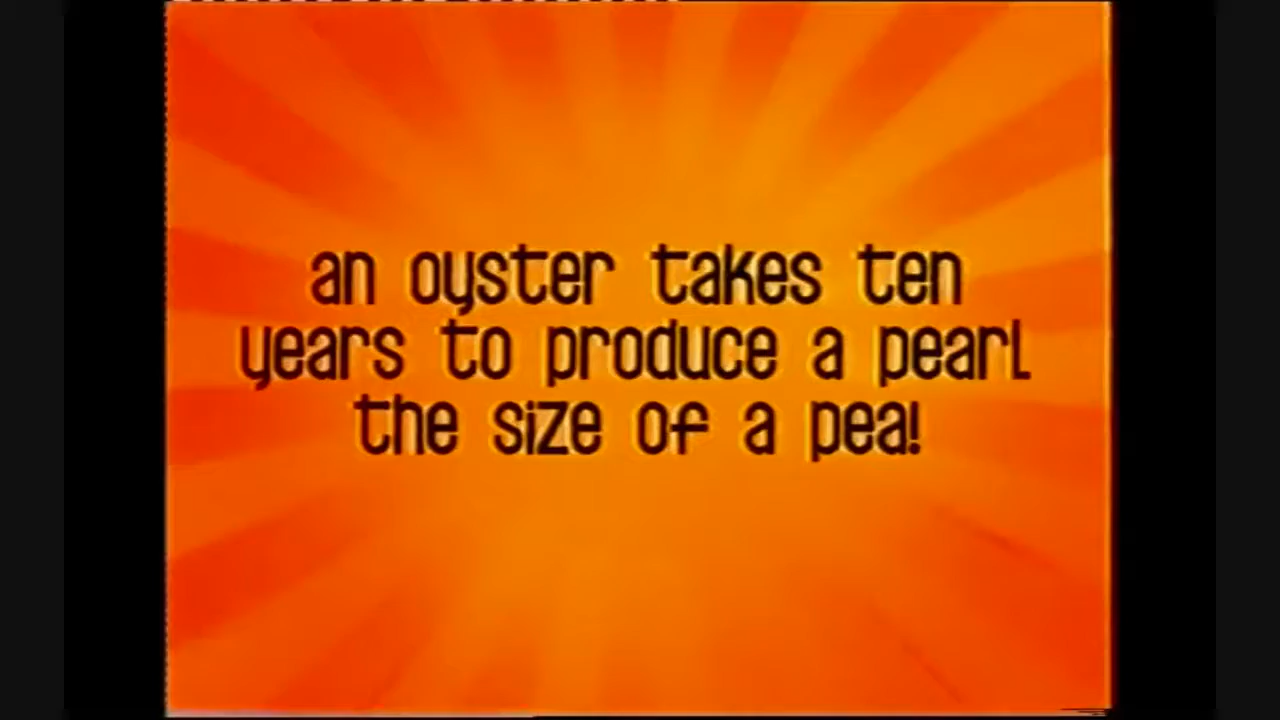 an oyster takes ten
years to produce a pearl
the size of a pea!